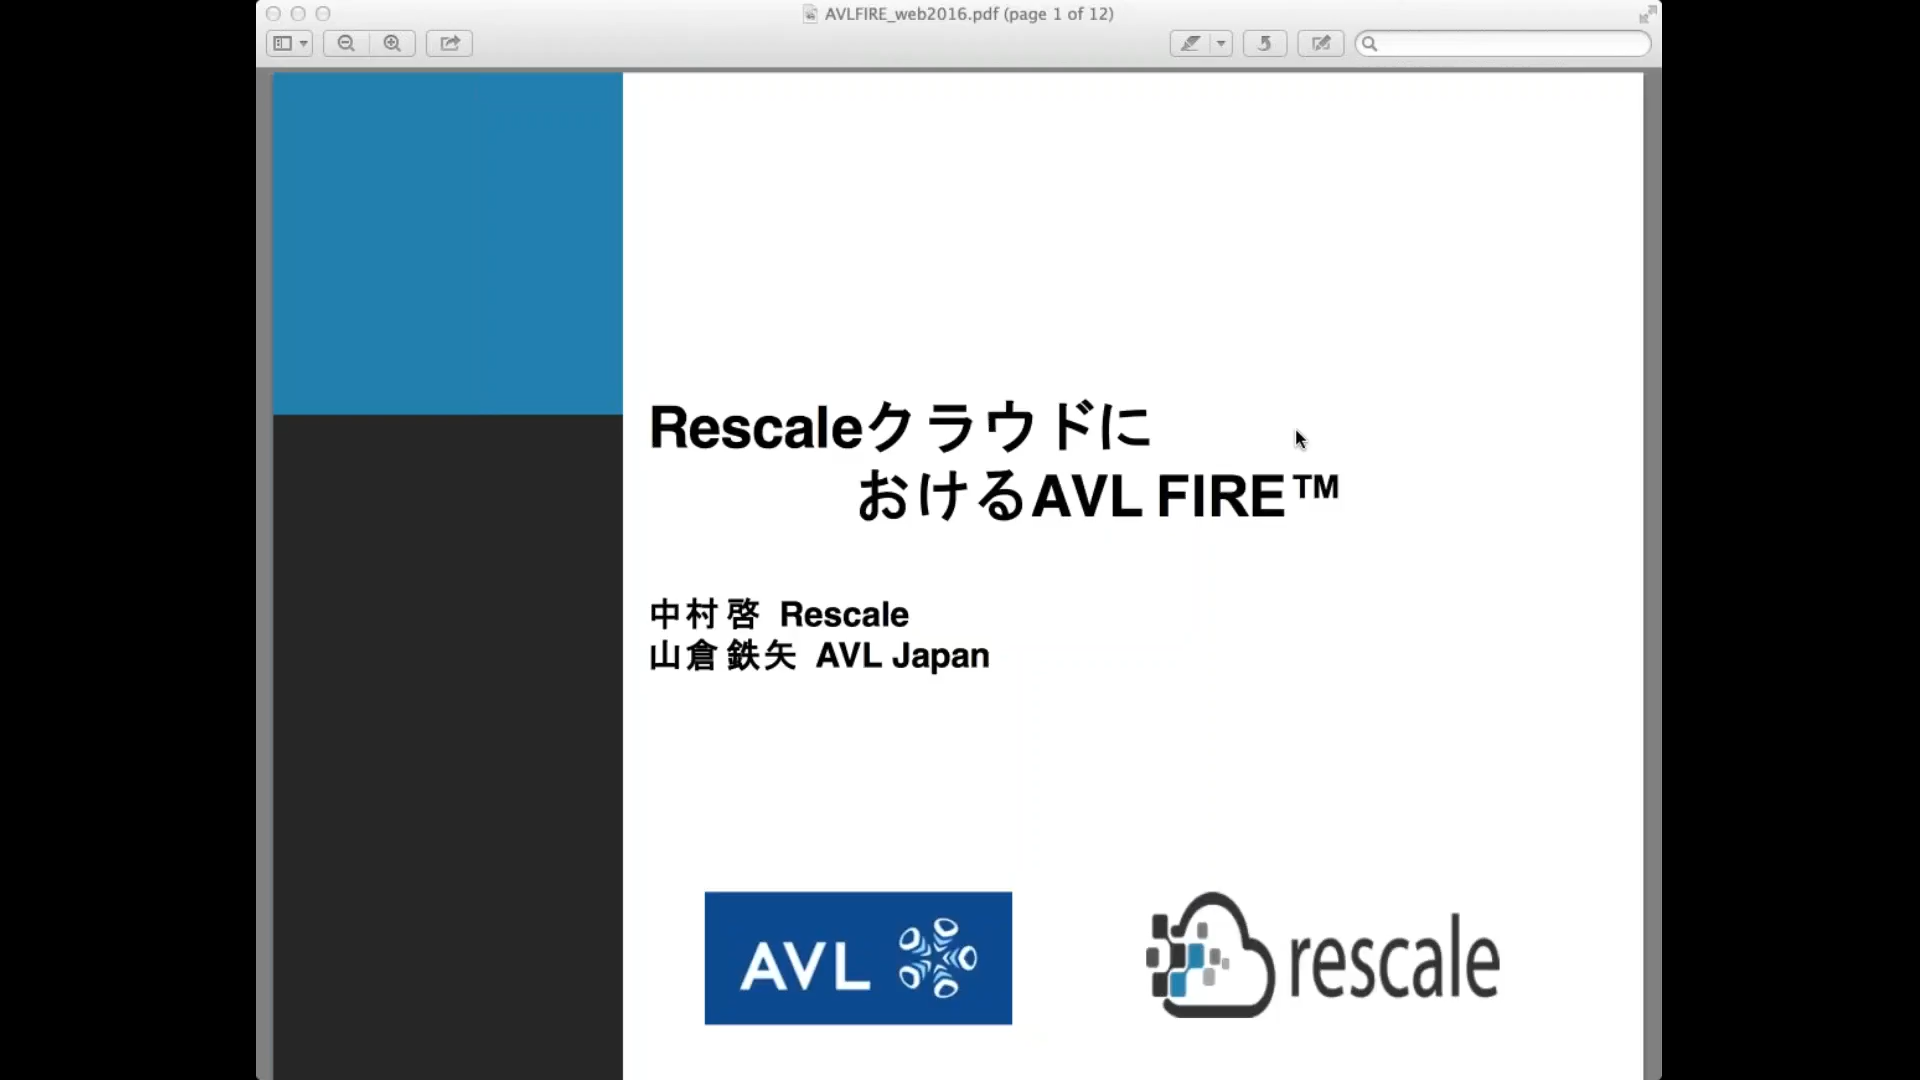 AVLFIRE_web2016.pdf (page 1 of 12)
Rescaleクラウドに
おけるAVL FIRE™
中村 啓 Rescale
山倉 鉄矢 AVL Japan
AVL
rescale